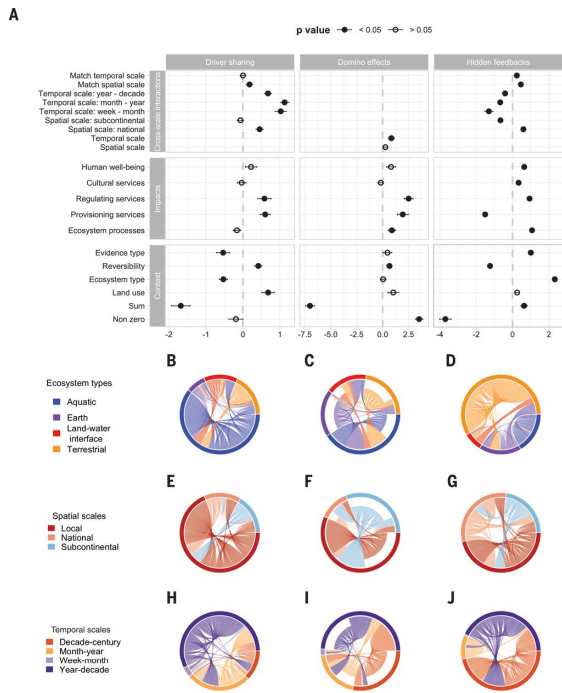 A
p value < 0.05 > 0.05
Driver sharing Domino effects Hidden feedbacks
Cross-scale interactions
Match temporal scale
Match spatial scale
Temporal scale: year - decade
Temporal scale: month - year
Temporal scale: week - month
Spatial scale: subcontinental
Spatial scale: national
Temporal scale
Spatial scale
Impacts
Human well-being
Cultural services
Regulating services
Provisioning services
Ecosystem processes
Context
Evidence type
Reversibility
Ecosystem type
Land use
Sum
Non zero
-2 -1 0 1 -7.5 -5.0 -2.5 0.0 2.5 -4 -2 0 2
B C D
Ecosystem types
Aquatic
Earth
Land-water
interface
Terrestrial
E F G
Spatial scales
Local
National
Subcontinental
H I J
Temporal scales
Decade-century
Month-year
Week-month
Year-decade